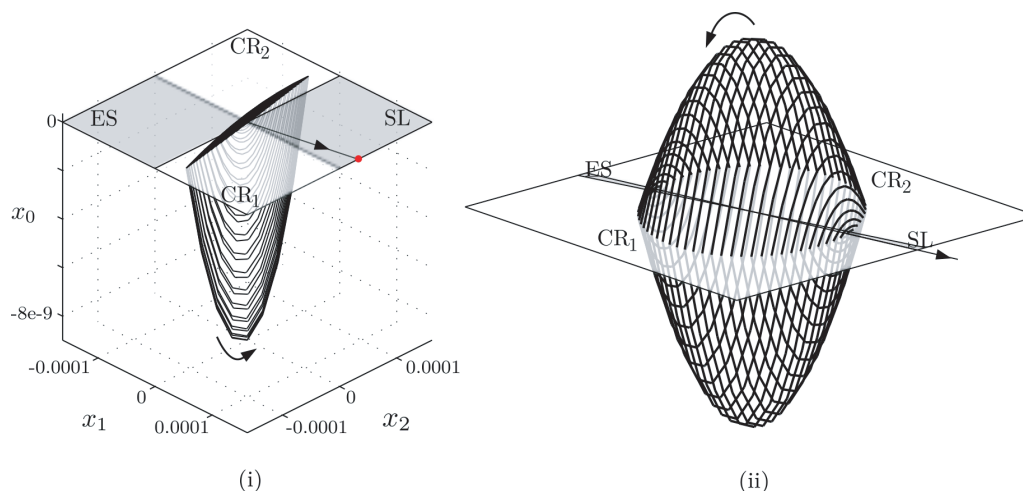 CR2
0
ES
SL
CR1
x0
-8e-9
-0.0001
0
0.0001
x1
-0.0001
0
0.0001
x2
(i)
ES
CR2
CR1
SL
(ii)